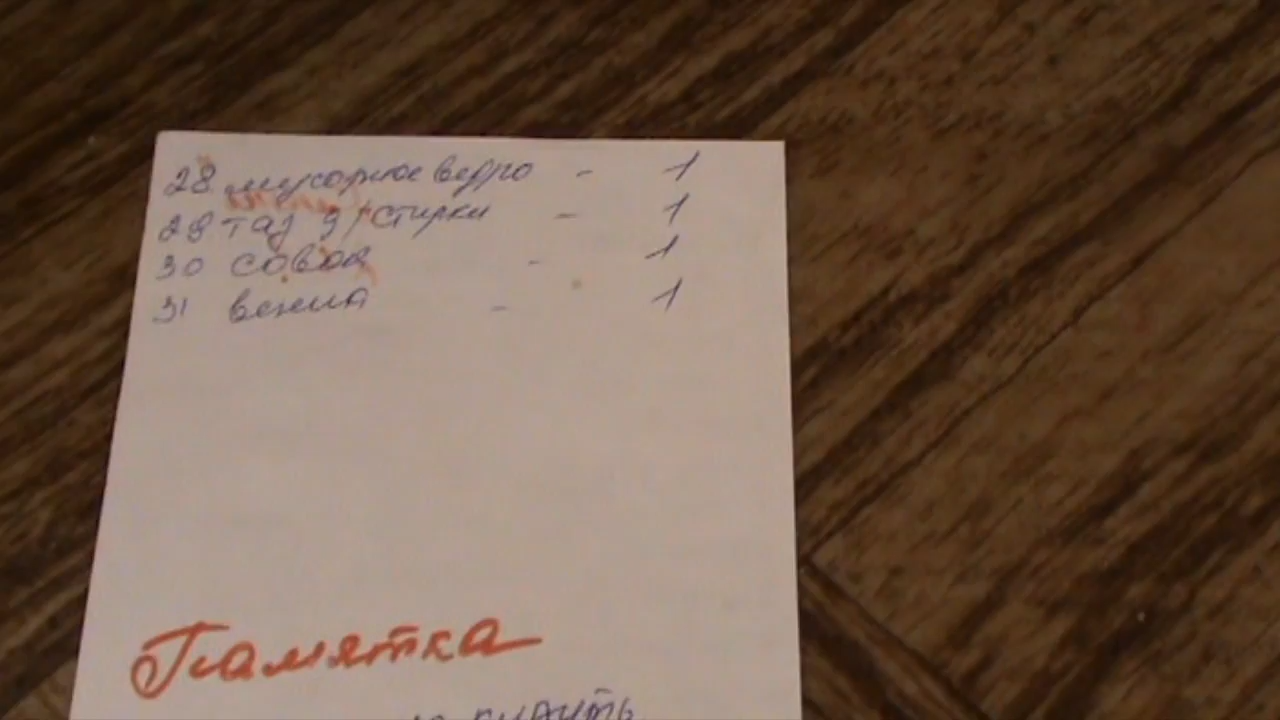 28 мусорное ведро - 1
29 таз д/стирки - 1
30 совок - 1
31 веник - 1
Памятка